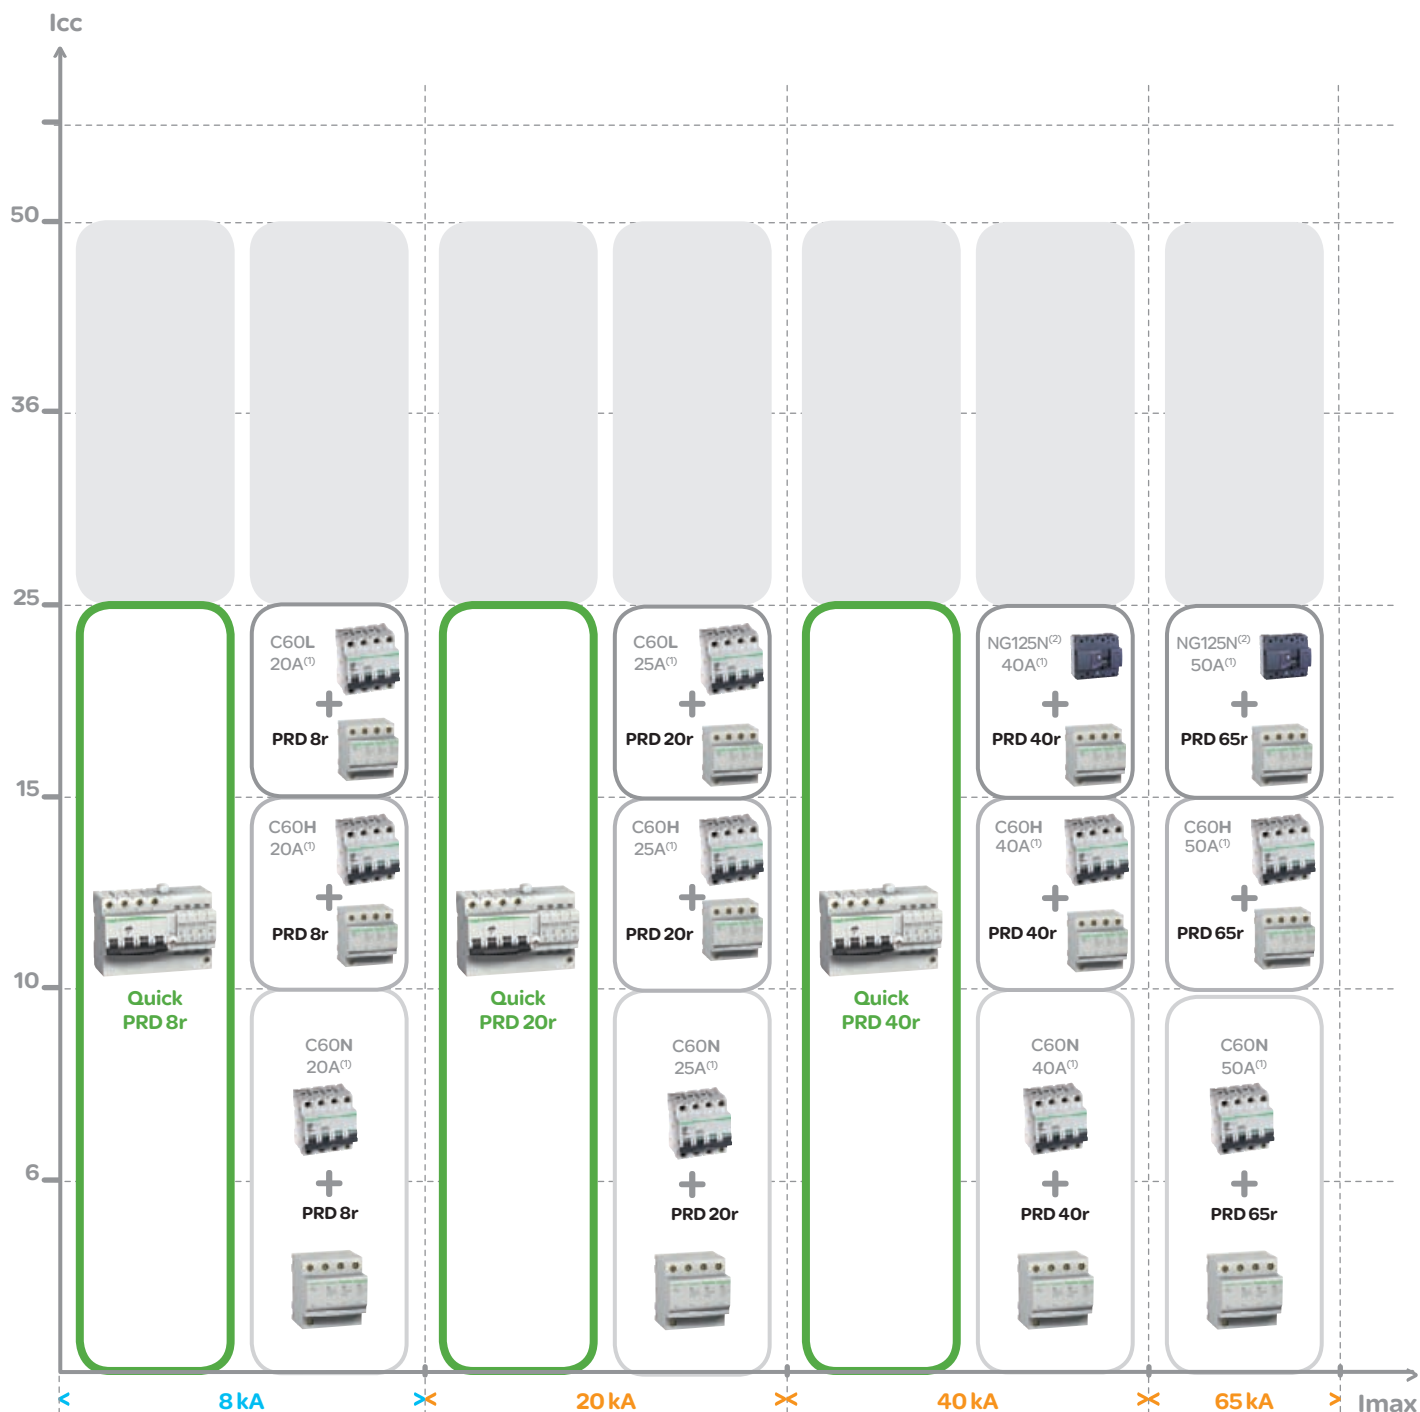 Icc
50
36
25
C60L
20A(1)
PRD 8r
C60L
25A(1)
PRD 20r
NG125N(2)
40A(1)
PRD 40r
NG125N(2)
50A(1)
PRD 65r
15
C60H
20A(1)
PRD 8r
C60H
25A(1)
PRD 20r
C60H
40A(1)
PRD 40r
C60H
50A(1)
PRD 65r
10
Quick
PRD 8r
Quick
PRD 20r
Quick
PRD 40r
C60N
20A(1)
PRD 8r
C60N
25A(1)
PRD 20r
C60N
40A(1)
PRD 40r
C60N
50A(1)
PRD 65r
6
8 kA
20 kA
40 kA
65 kA
Imax